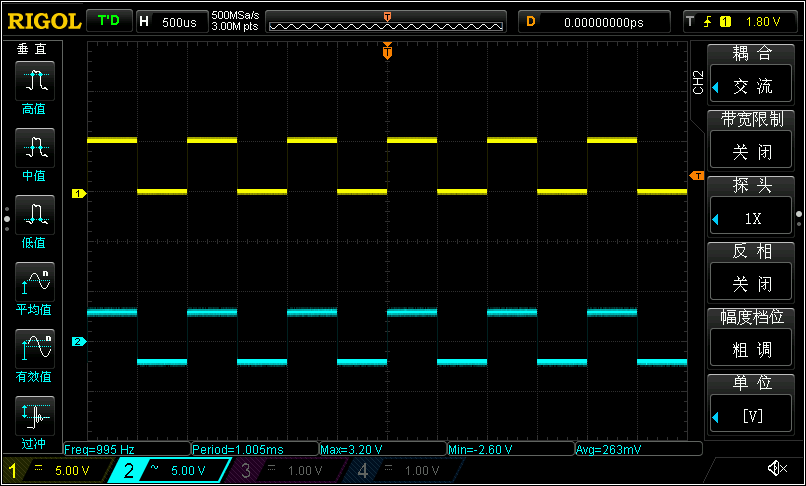 RIGOL T'D H 500us 500MSa/s 3.00M pts T D 0.00000000ps T 1 1.80 V
垂直
高值
中值
低值
平均值
有效值
过冲
T
1
T
2
n
n
CH2
耦合
交流
带宽限制
关闭
探头
1X
反相
关闭
幅度档位
粗调
单位
[V]
Freq=995 Hz Period=1.005ms Max=3.20 V Min=-2.60 V Avg=263mV
1 5.00 V 2 ~ 5.00 V 3 1.00 V 4 1.00 V